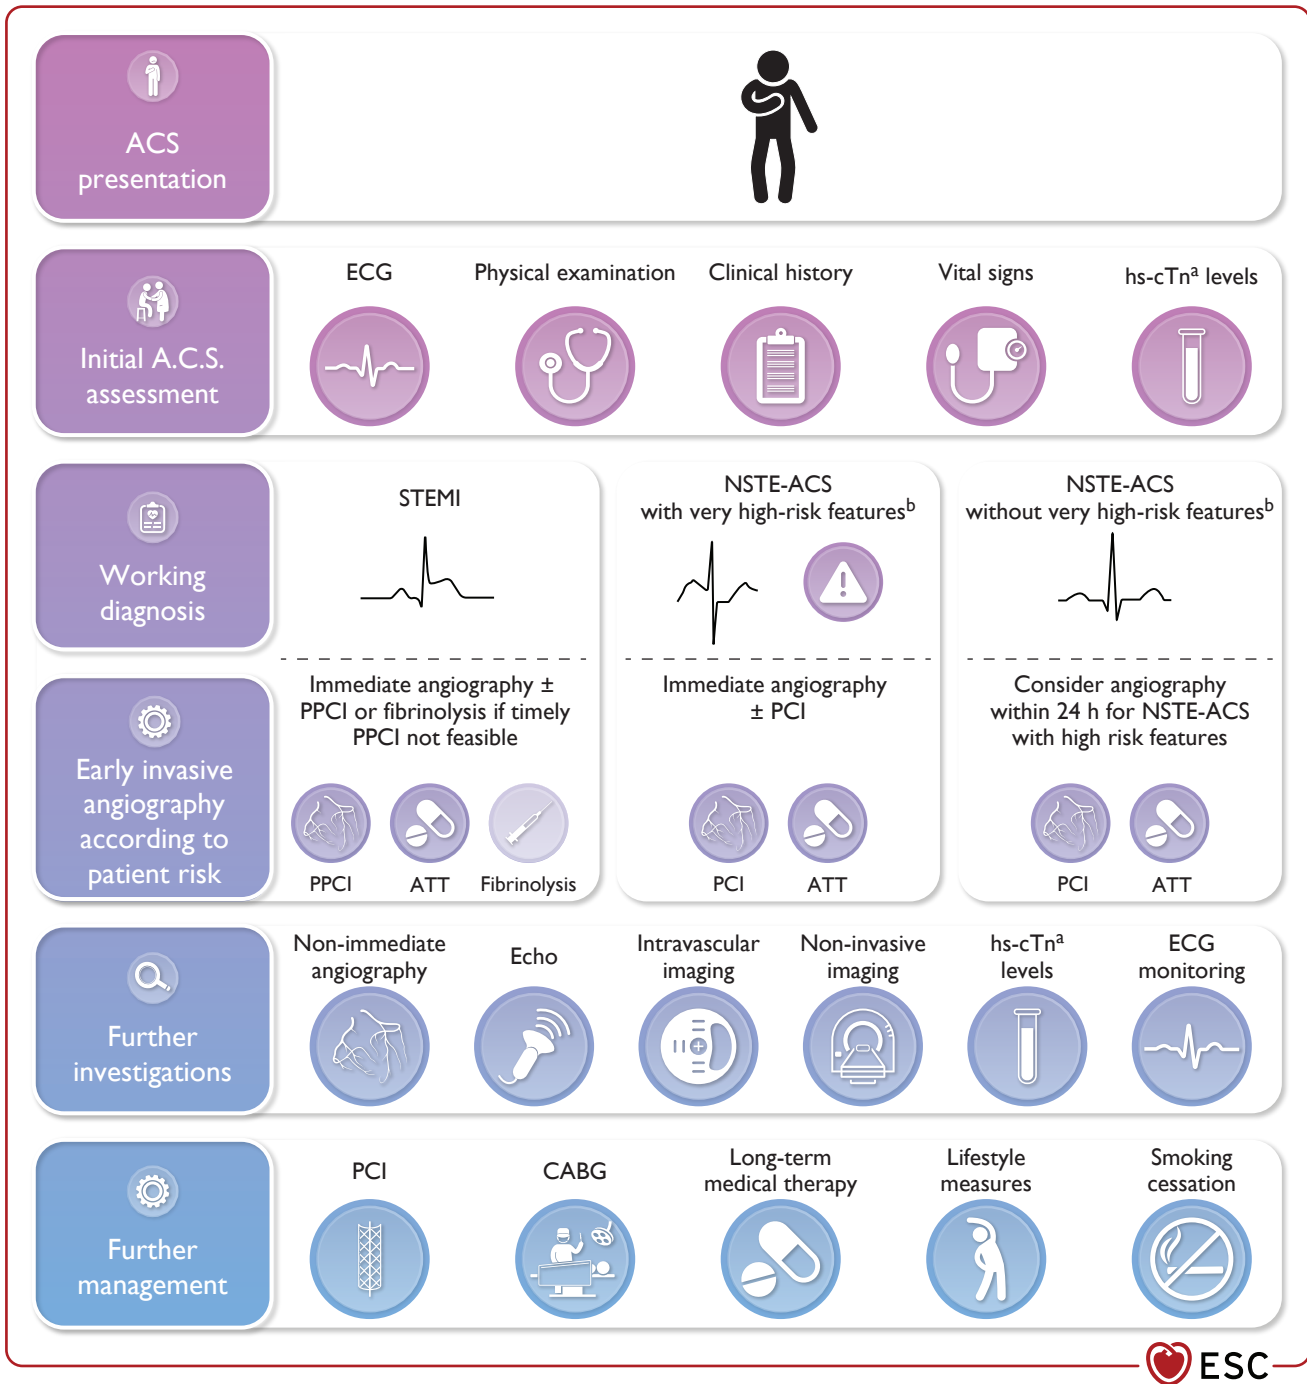 ACS
presentation
Initial A.C.S.
assessment
ECG
Physical examination
Clinical history
Vital signs
hs-cTnᵃ levels
Working
diagnosis
STEMI
NSTE-ACS
with very high-risk featuresᵇ
NSTE-ACS
without very high-risk featuresᵇ
Early invasive
angiography
according to
patient risk
Immediate angiography ±
PPCI or fibrinolysis if timely
PPCI not feasible
PPCI
ATT
Fibrinolysis
Immediate angiography
± PCI
PCI
ATT
Consider angiography
within 24 h for NSTE-ACS
with high risk features
PCI
ATT
Further
investigations
Non-immediate
angiography
Echo
Intravascular
imaging
Non-invasive
imaging
hs-cTnᵃ
levels
ECG
monitoring
Further
management
PCI
CABG
Long-term
medical therapy
Lifestyle
measures
Smoking
cessation
ESC